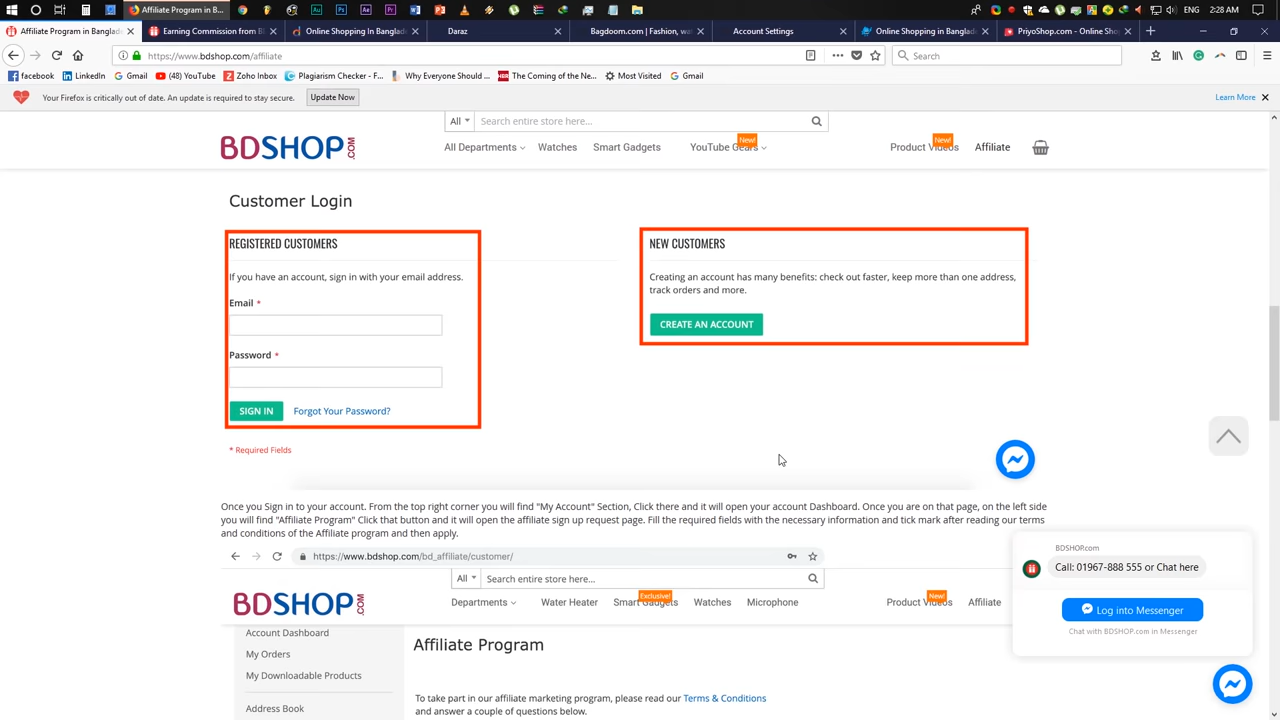 Firefox Affiliate Program in B...
ENG 2:28 AM
Affiliate Program in Banglade
Earning Commission from B
Online Shopping In Banglad
Daraz
Bagdoom.com | Fashion, wa
Account Settings
Online Shopping in Banglad
PriyoShop.com - Online Sho
https://www.bdshop.com/affiliate
Search
facebook LinkedIn Gmail (48) YouTube Zoho Inbox Plagiarism Checker - F... Why Everyone Should ... The Coming of the Ne... Most Visited Gmail
Your Firefox is critically out of date. An update is required to stay secure. Update Now Learn More
All Search entire store here...
BDSHOP.COM
All Departments Watches Smart Gadgets YouTube Gears New! Product Videos New! Affiliate
Customer Login
REGISTERED CUSTOMERS
If you have an account, sign in with your email address.
Email *
Password *
SIGN IN Forgot Your Password?
* Required Fields
NEW CUSTOMERS
Creating an account has many benefits: check out faster, keep more than one address,
track orders and more.
CREATE AN ACCOUNT
Once you Sign in to your account. From the top right corner you will find "My Account" Section, Click there and it will open your account Dashboard. Once you are on that page, on the left side
you will find "Affiliate Program" Click that button and it will open the affiliate sign up request page. Fill the required fields with the necessary information and tick mark after reading our terms
and conditions of the Affiliate program and then apply.
https://www.bdshop.com/bd_affiliate/customer/
All Search entire store here...
BDSHOP.COM
Departments Water Heater Smart Gadgets Exclusive! Watches Microphone Product Videos New! Affiliate
Account Dashboard
My Orders
My Downloadable Products
Address Book
Affiliate Program
To take part in our affiliate marketing program, please read our Terms & Conditions
and answer a couple of questions below.
BDSHOP.com
Call: 01967-888 555 or Chat here
Log into Messenger
Chat with BDSHOP.com in Messenger